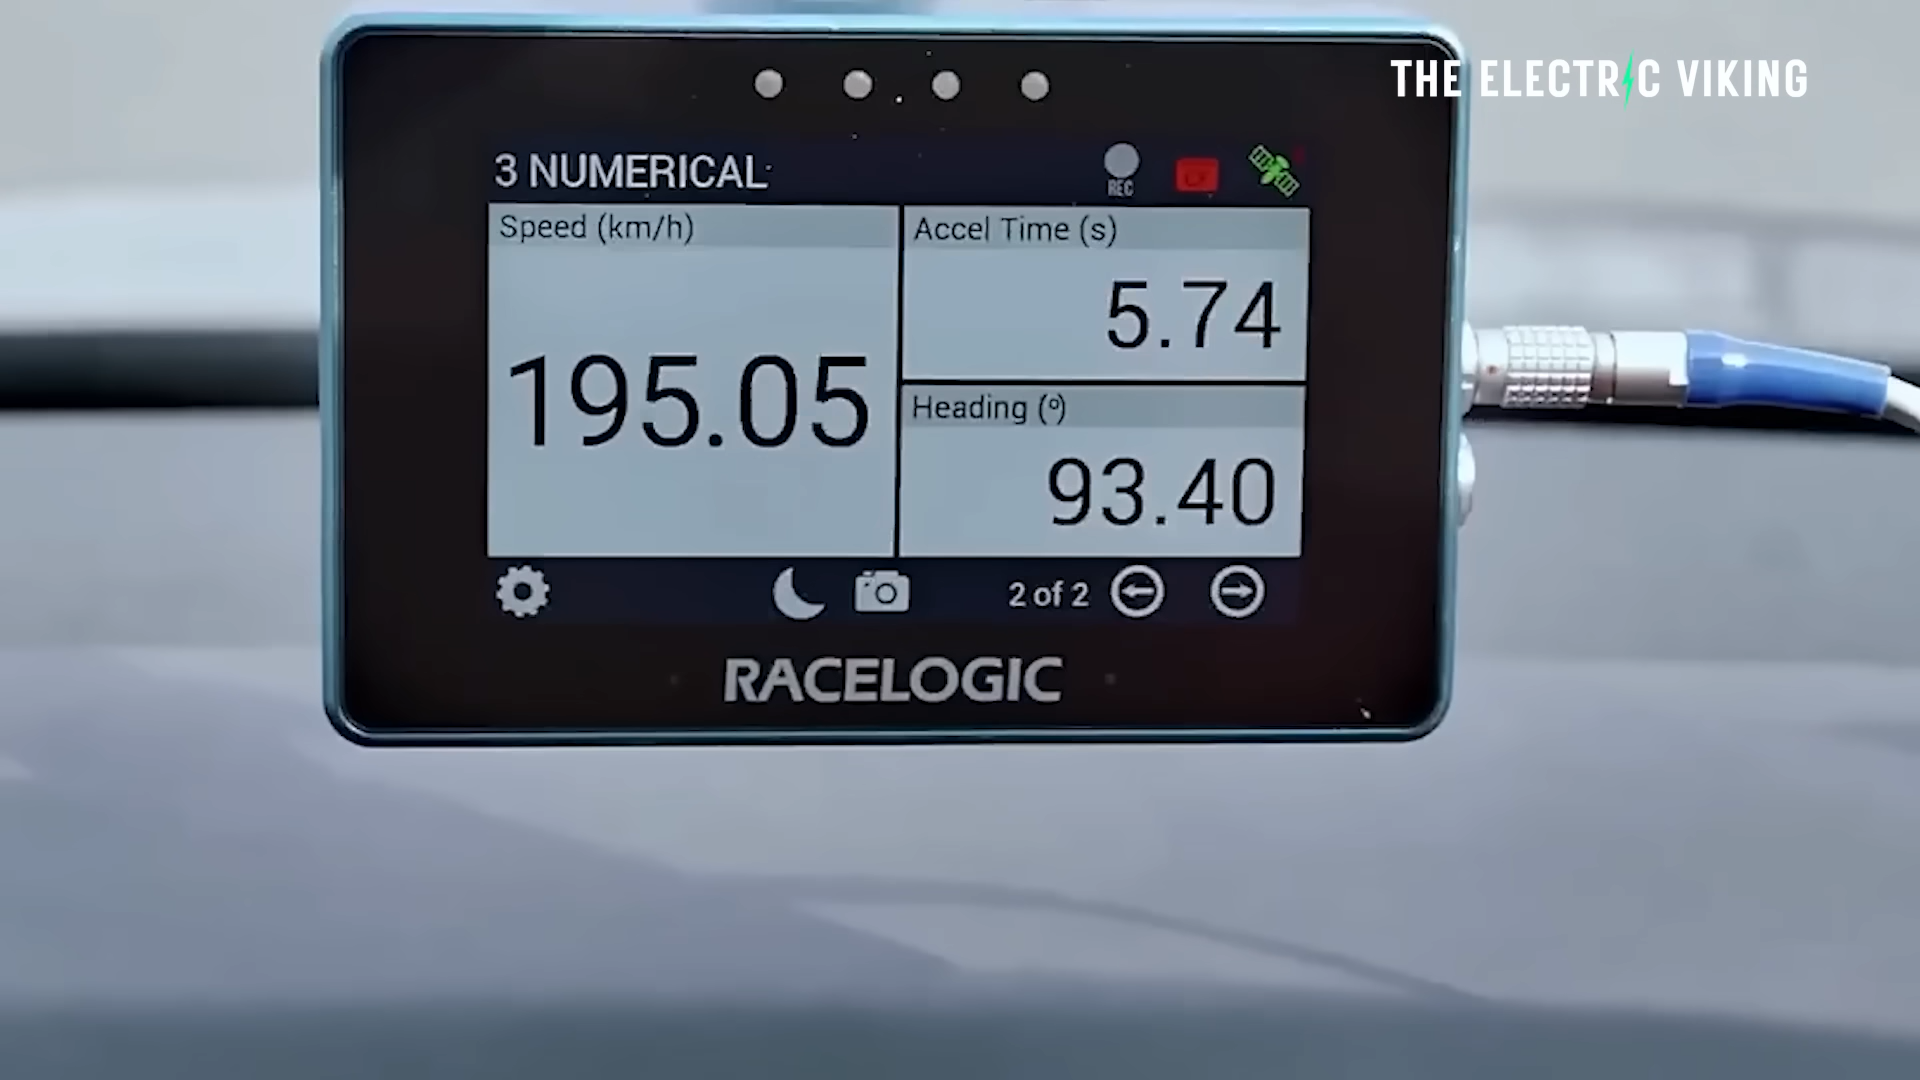 THE ELECTRIC VIKING
3 NUMERICAL
REC
Speed (km/h)
195.05
Accel Time (s)
5.74
Heading (º)
93.40
2 of 2
RACELOGIC